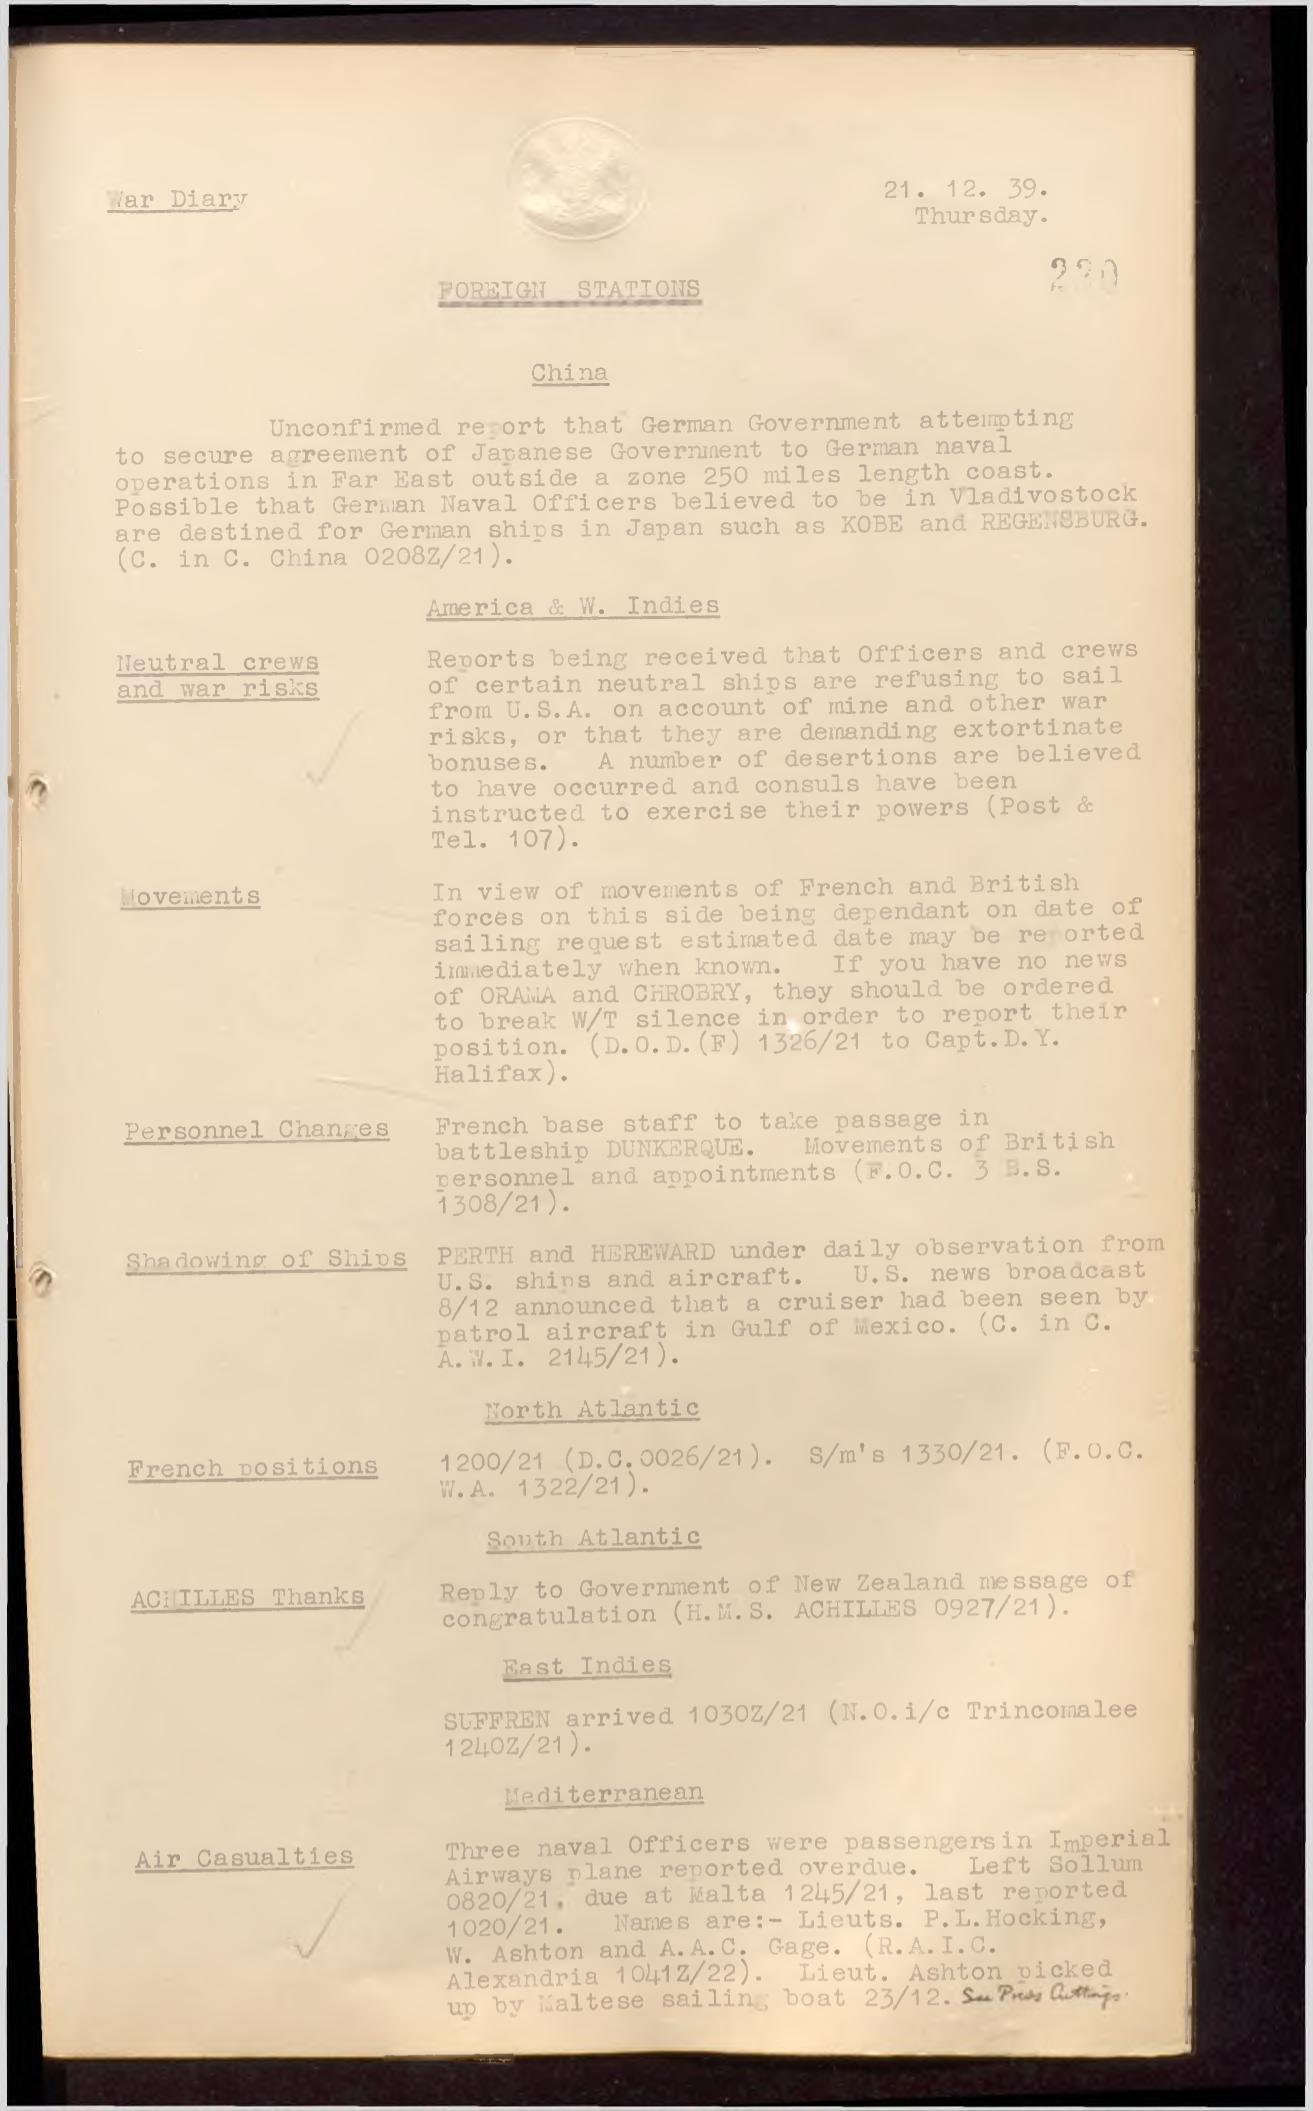 War Diary
21. 12. 39.
Thursday.
220
FOREIGN STATIONS
China
Unconfirmed report that German Government attempting
to secure agreement of Japanese Government to German naval
operations in Far East outside a zone 250 miles length coast.
Possible that German Naval Officers believed to be in Vladivostock
are destined for German ships in Japan such as KOBE and REGENSBURG.
(C. in C. China 0208Z/21).
America & W. Indies
Neutral crews
and war risks
Reports being received that Officers and crews
of certain neutral ships are refusing to sail
from U.S.A. on account of mine and other war
risks, or that they are demanding extortinate
bonuses. A number of desertions are believed
to have occurred and consuls have been
instructed to exercise their powers (Post &
Tel. 107).
Movements
In view of movements of French and British
forces on this side being dependant on date of
sailing request estimated date may be reported
immediately when known. If you have no news
of ORAMA and CHROBRY, they should be ordered
to break W/T silence in order to report their
position. (D.O.D.(F) 1326/21 to Capt.D.Y.
Halifax).
Personnel Changes
French base staff to take passage in
battleship DUNKERQUE. Movements of British
personnel and appointments (F.O.C. 3 B.S.
1308/21).
Shadowing of Ships
PERTH and HEREWARD under daily observation from
U.S. ships and aircraft. U.S. news broadcast
8/12 announced that a cruiser had been seen by
patrol aircraft in Gulf of Mexico. (C. in C.
A.W.I. 2145/21).
North Atlantic
French positions
1200/21 (D.C.0026/21). S/m's 1330/21. (F.O.C.
W.A. 1322/21).
South Atlantic
ACHILLES Thanks
Reply to Government of New Zealand message of
congratulation (H.M.S. ACHILLES 0927/21).
East Indies
SUFFREN arrived 1030Z/21 (N.O.i/c Trincomalee
1240Z/21).
Mediterranean
Air Casualties
Three naval Officers were passengers in Imperial
Airways plane reported overdue. Left Sollum
0820/21, due at Malta 1245/21, last reported
1020/21. Names are:- Lieuts. P.L.Hocking,
W. Ashton and A.A.C. Gage. (R.A.I.C.
Alexandria 1041Z/22). Lieut. Ashton picked
up by Maltese sailing boat 23/12. See Press Cuttings.